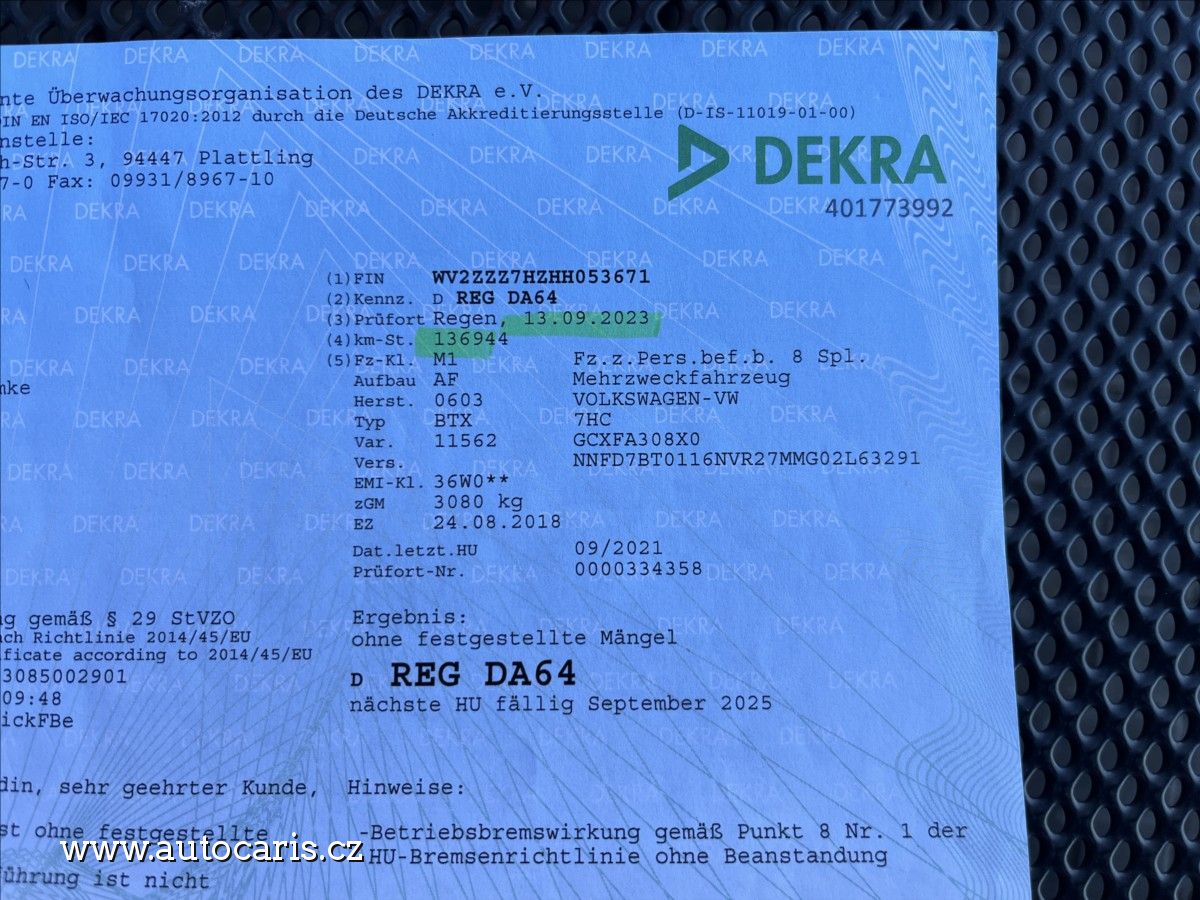 nte Überwachungsorganisation des DEKRA e.V.
DIN EN ISO/IEC 17020:2012 durch die Deutsche Akkreditierungsstelle (D-IS-11019-01-00)
nstelle:
h-Str. 3, 94447 Plattling
7-0 Fax: 09931/8967-10
DEKRA
401773992
(1) FIN WV2ZZZ7HZHH053671
(2) Kennz. D REG DA64
(3) Prüfort Regen, 13.09.2023
(4) km-St. 136944
(5) Fz-Kl. M1 Fz.z.Pers.bef.b. 8 Spl.
Aufbau AF Mehrzweckfahrzeug
mke
Herst. 0603 VOLKSWAGEN-VW
Typ BTX 7HC
Var. 11562 GCXFA308X0
Vers. NNFD7BT0116NVR27MMG02L63291
EMI-Kl. 36W0**
zGM 3080 kg
EZ 24.08.2018
Dat.letzt.HU 09/2021
Prüfort-Nr. 0000334358
g gemäß § 29 StVZO
ach Richtlinie 2014/45/EU
ificate according to 2014/45/EU
3085002901
09:48
ickFBe
Ergebnis:
ohne festgestellte Mängel
D REG DA64
nächste HU fällig September 2025
din, sehr geehrter Kunde,
st ohne festgestellte
ührung ist nicht
Hinweise:
-Betriebsbremswirkung gemäß Punkt 8 Nr. 1 der
HU-Bremsenrichtlinie ohne Beanstandung
www.autocaris.cz